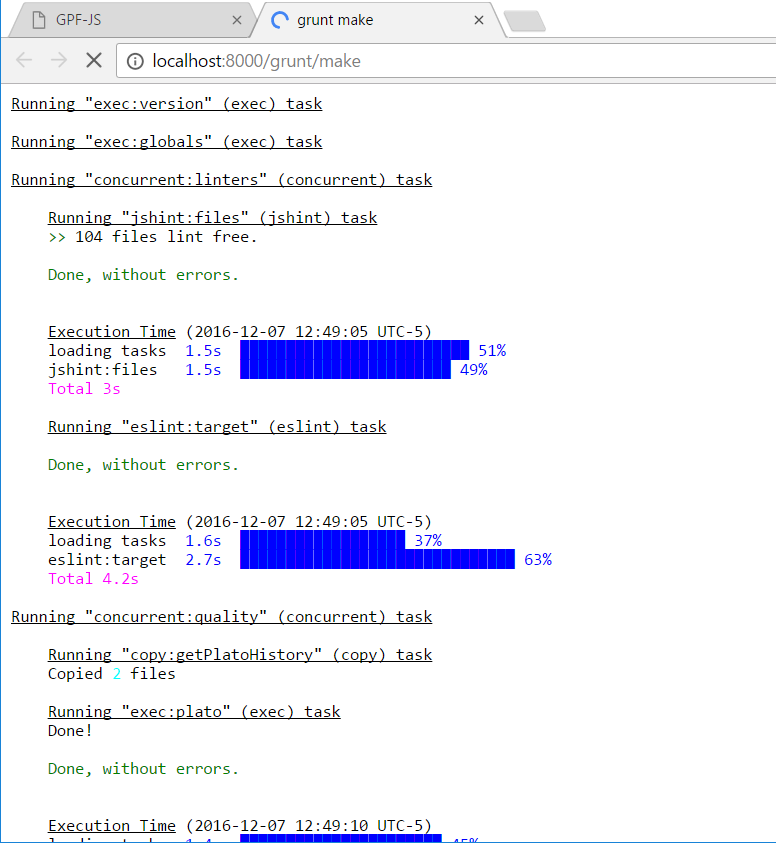 GPF-JS
grunt make
localhost:8000/grunt/make
Running "exec:version" (exec) task
Running "exec:globals" (exec) task
Running "concurrent:linters" (concurrent) task
Running "jshint:files" (jshint) task
>> 104 files lint free.
Done, without errors.
Execution Time (2016-12-07 12:49:05 UTC-5)
loading tasks 1.5s 51%
jshint:files 1.5s 49%
Total 3s
Running "eslint:target" (eslint) task
Done, without errors.
Execution Time (2016-12-07 12:49:05 UTC-5)
loading tasks 1.6s 37%
eslint:target 2.7s 63%
Total 4.2s
Running "concurrent:quality" (concurrent) task
Running "copy:getPlatoHistory" (copy) task
Copied 2 files
Running "exec:plato" (exec) task
Done!
Done, without errors.
Execution Time (2016-12-07 12:49:10 UTC-5)